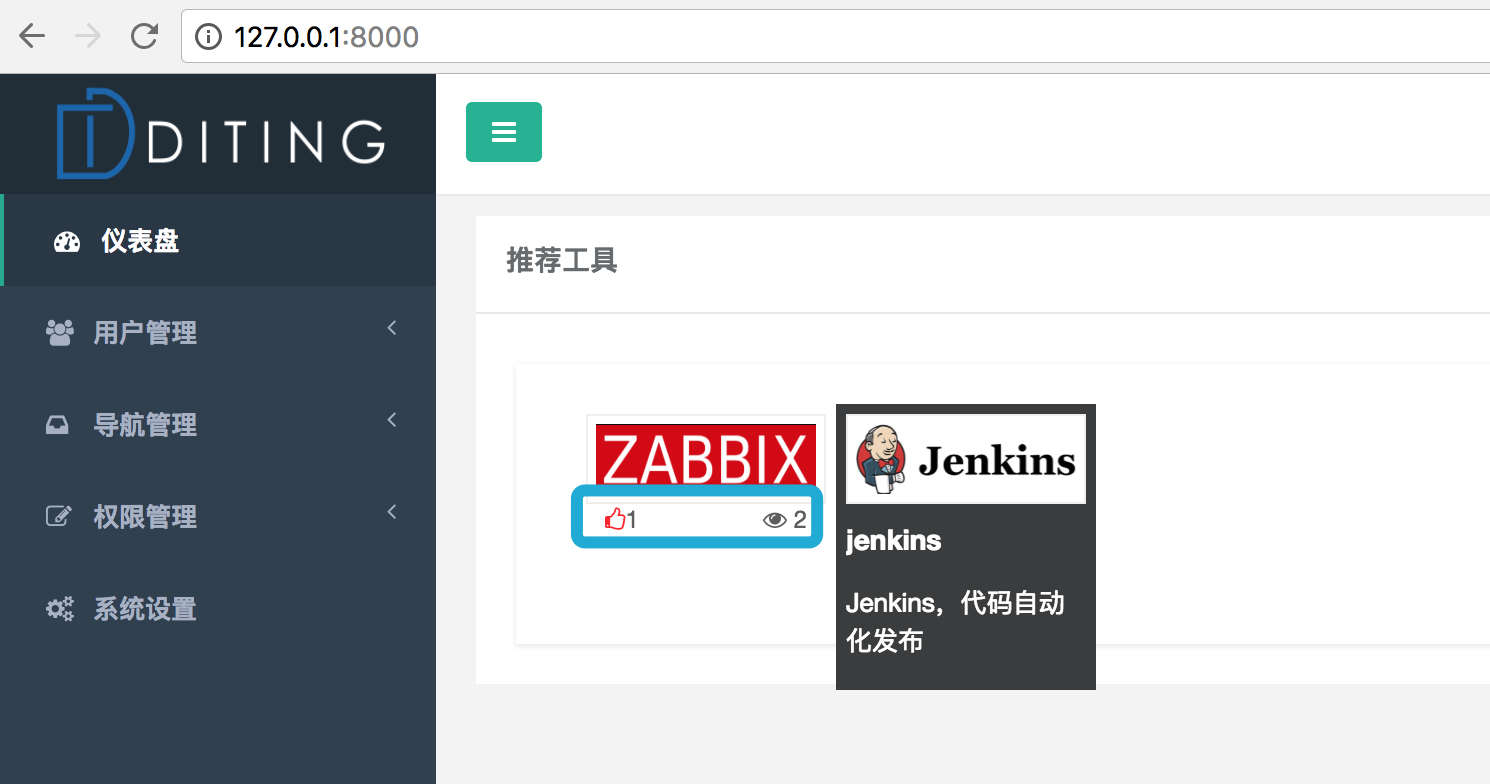 127.0.0.1:8000
DITING
仪表盘
用户管理
导航管理
权限管理
系统设置
推荐工具
ZABBIX
1
2
Jenkins
jenkins
Jenkins，代码自动
化发布